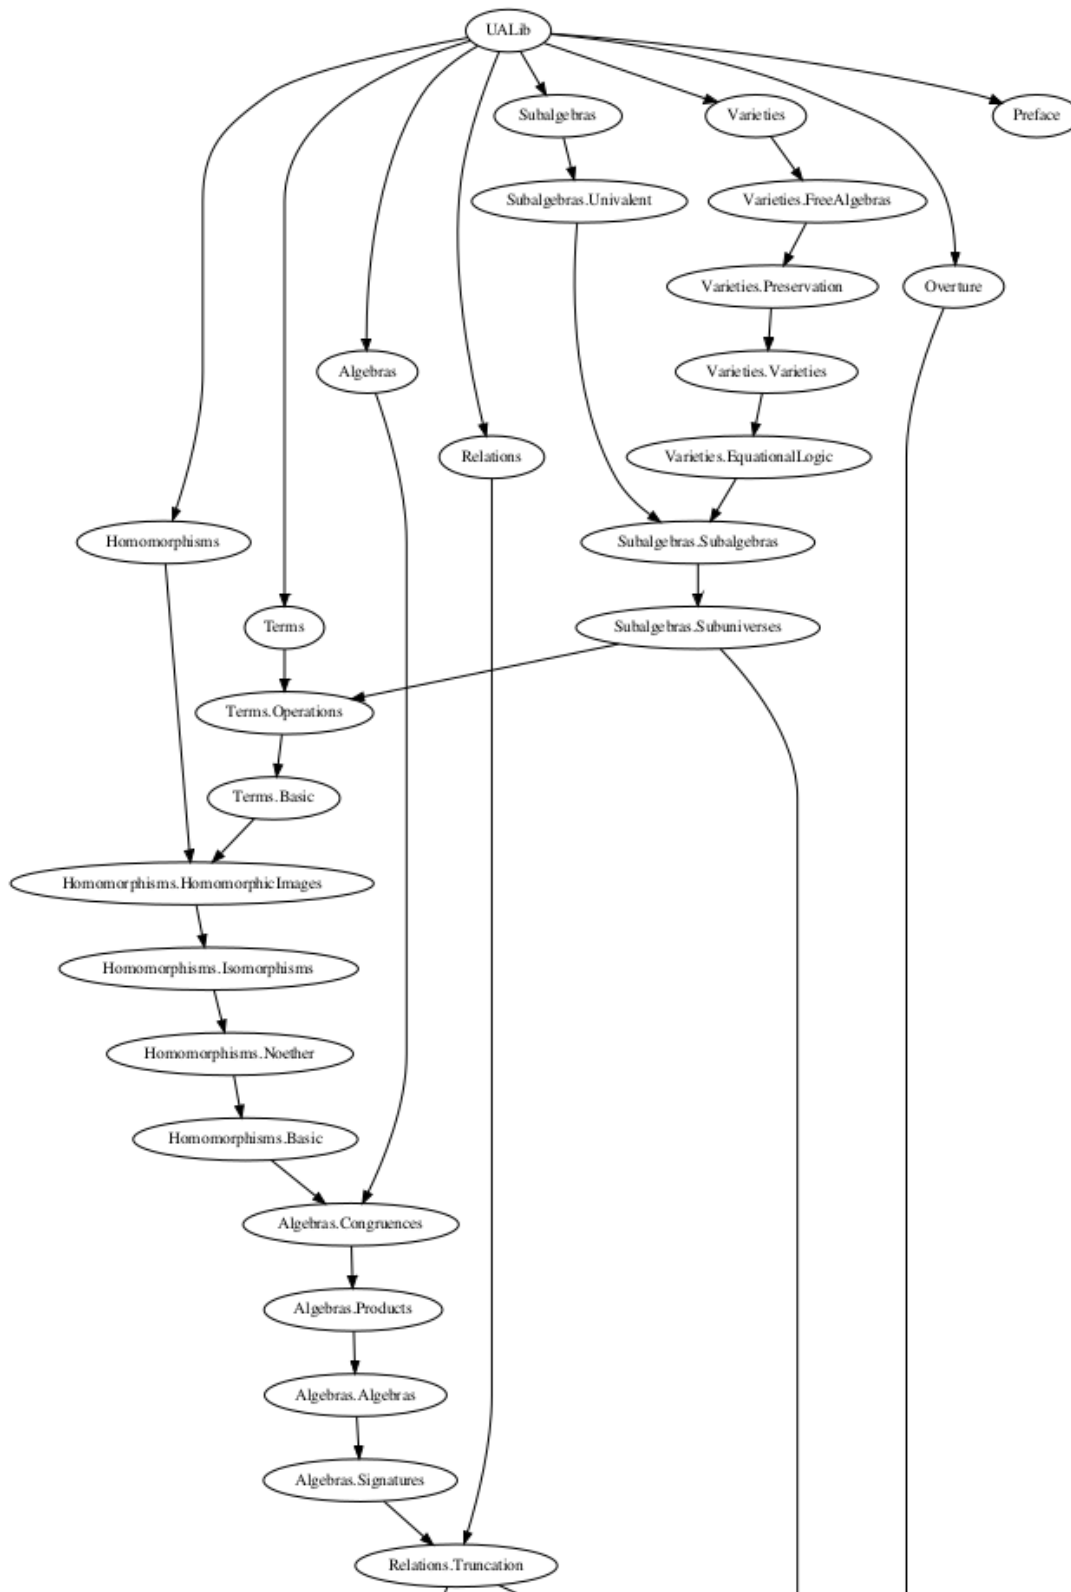 UALib
Subalgebras
Varieties
Preface
Subalgebras.Univalent
Varieties.FreeAlgebras
Varieties.Preservation
Overture
Algebras
Varieties.Varieties
Relations
Varieties.EquationalLogic
Homomorphisms
Subalgebras.Subalgebras
Terms
Subalgebras.Subuniverses
Terms.Operations
Terms.Basic
Homomorphisms.HomomorphicImages
Homomorphisms.Isomorphisms
Homomorphisms.Noether
Homomorphisms.Basic
Algebras.Congruences
Algebras.Products
Algebras.Algebras
Algebras.Signatures
Relations.Truncation